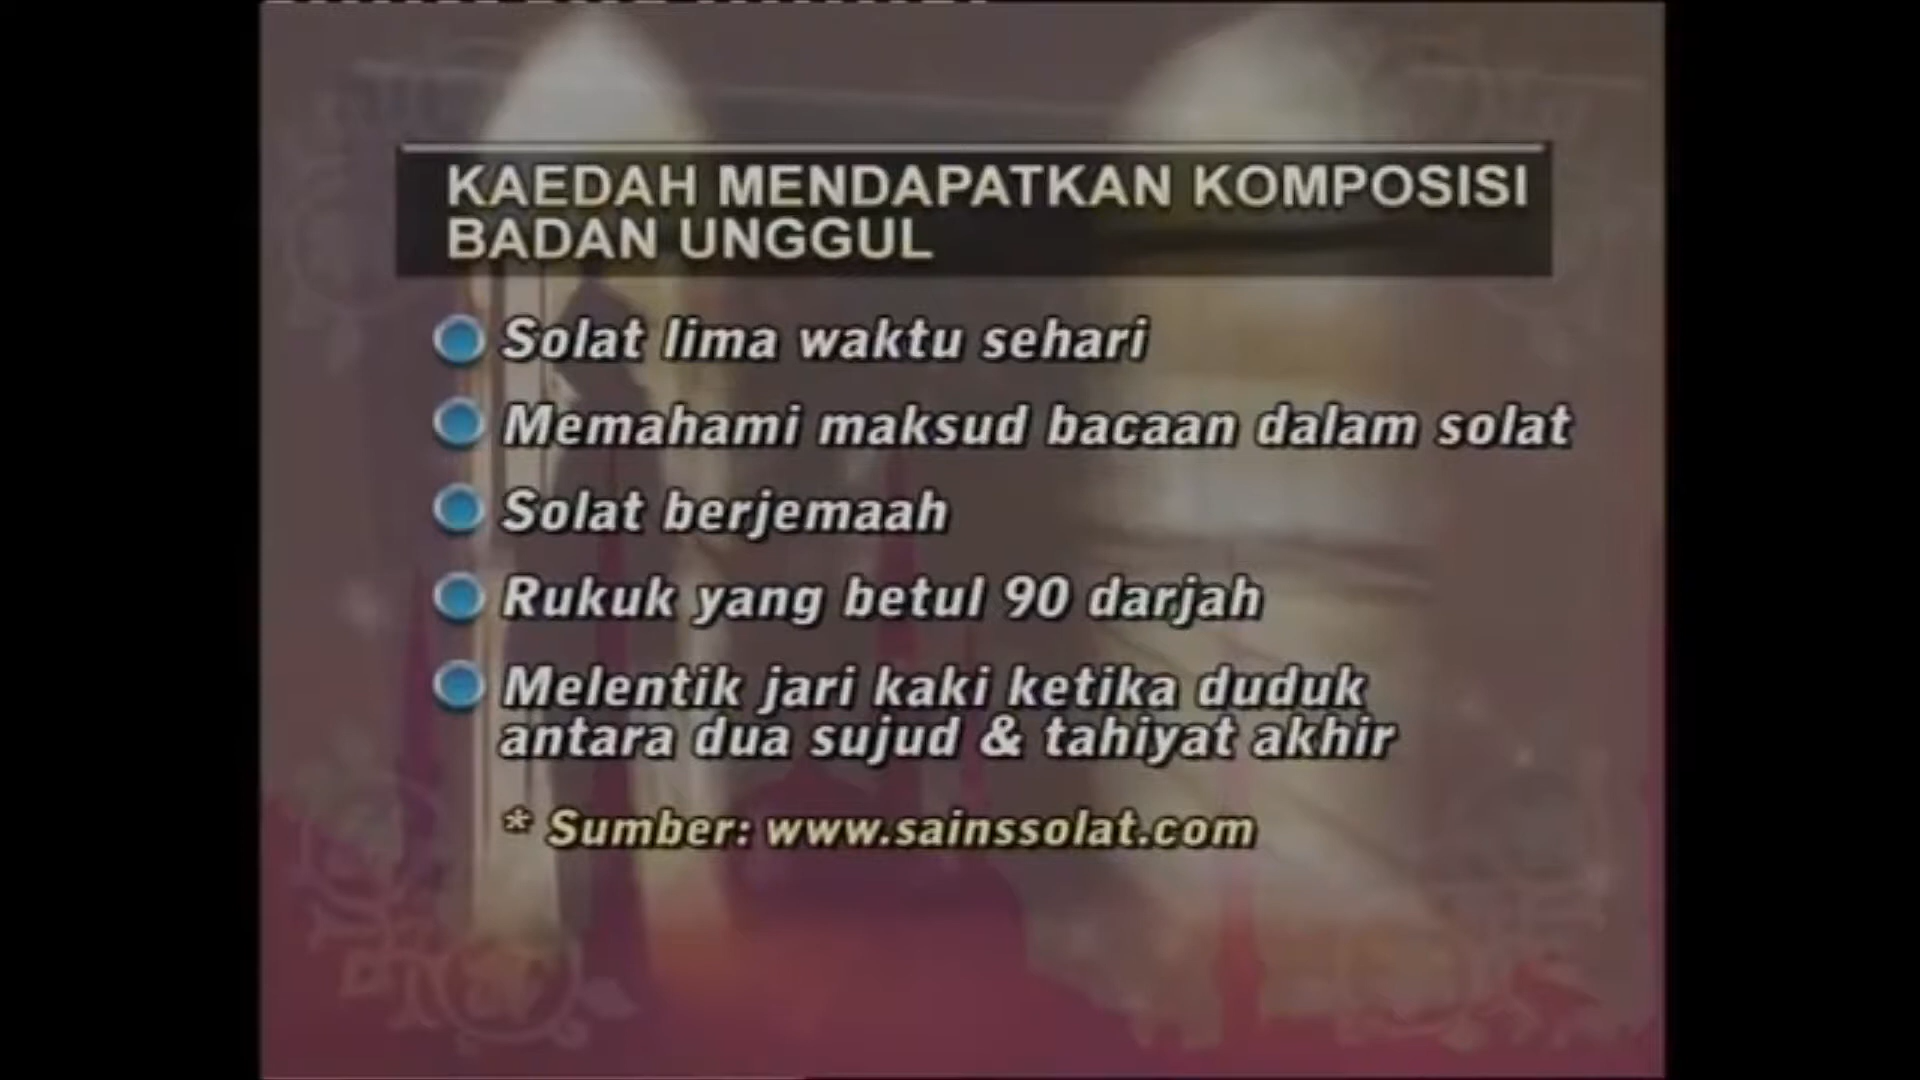 KAEDAH MENDAPATKAN KOMPOSISI
BADAN UNGGUL
Solat lima waktu sehari
Memahami maksud bacaan dalam solat
Solat berjemaah
Rukuk yang betul 90 darjah
Melentik jari kaki ketika duduk
antara dua sujud & tahiyat akhir
* Sumber: www.sainssolat.com